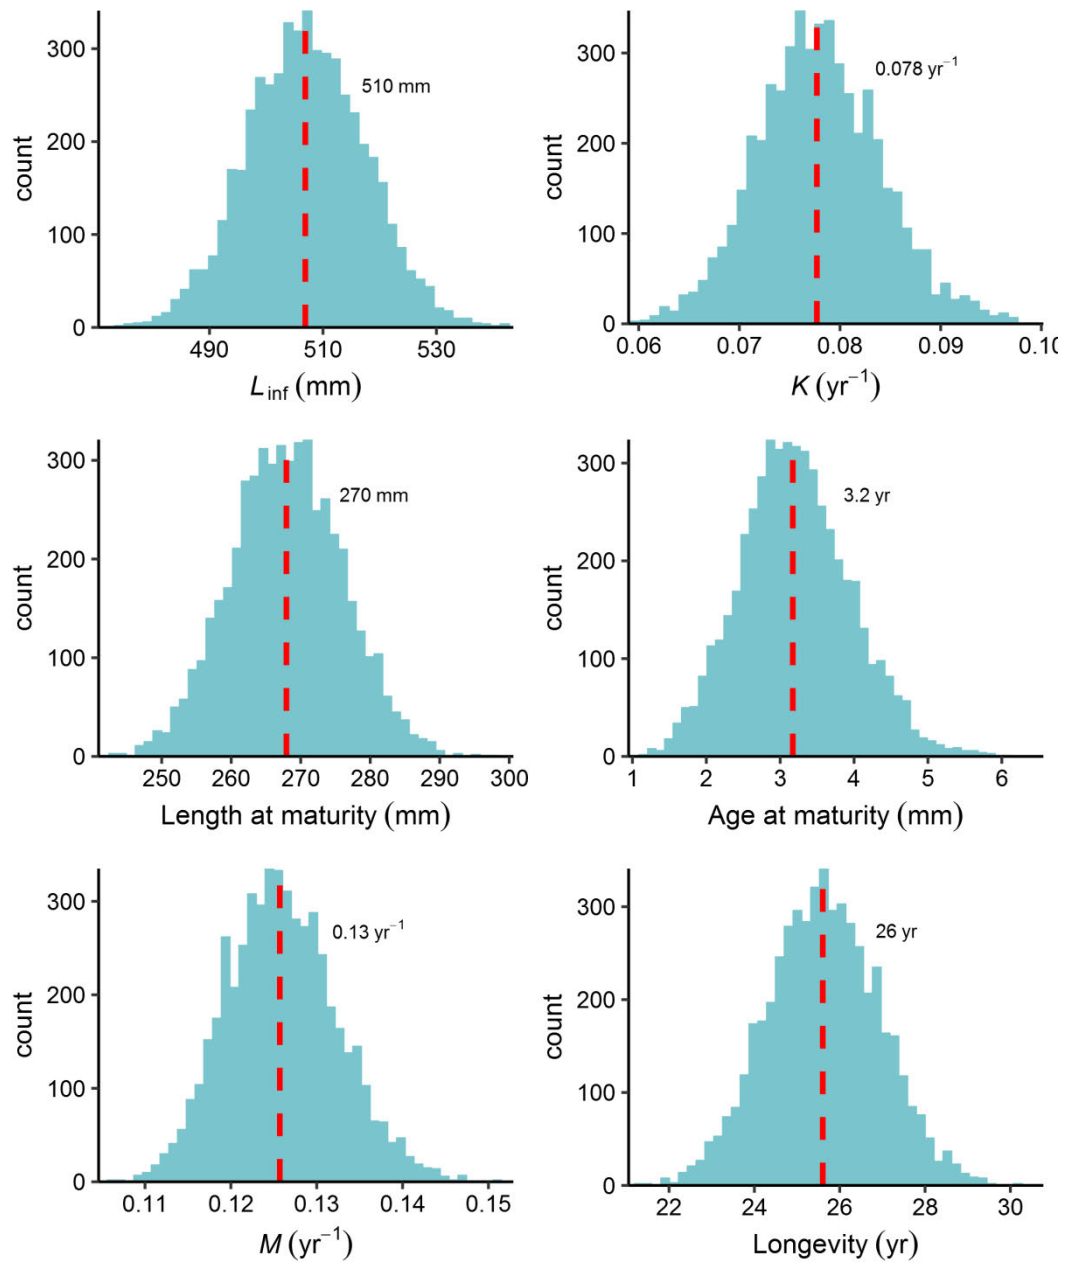 300
200
100
0
count
510 mm
490 510 530
L_inf (mm)
300
200
100
0
count
0.078 yr⁻¹
0.06 0.07 0.08 0.09 0.10
K (yr⁻¹)
300
200
100
0
count
270 mm
250 260 270 280 290 300
Length at maturity (mm)
300
200
100
0
count
3.2 yr
1 2 3 4 5 6
Age at maturity (mm)
300
200
100
0
count
0.13 yr⁻¹
0.11 0.12 0.13 0.14 0.15
M (yr⁻¹)
300
200
100
0
count
26 yr
22 24 26 28 30
Longevity (yr)